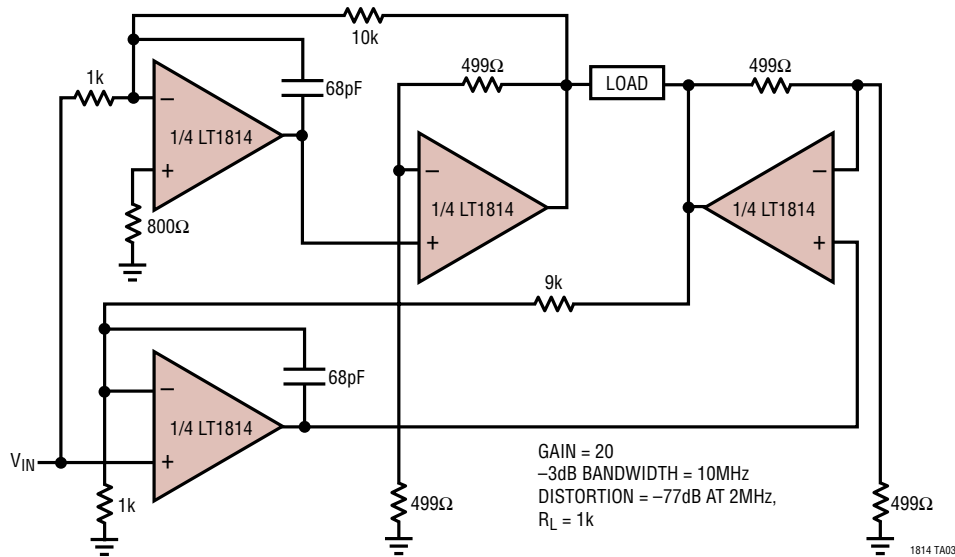 10k
1k
68pF
499Ω
LOAD
499Ω
–
1/4 LT1814
+
800Ω
–
1/4 LT1814
+
–
1/4 LT1814
+
9k
68pF
–
1/4 LT1814
+
VIN
1k
499Ω
GAIN = 20
–3dB BANDWIDTH = 10MHz
DISTORTION = –77dB AT 2MHz,
RL = 1k
499Ω
1814 TA03